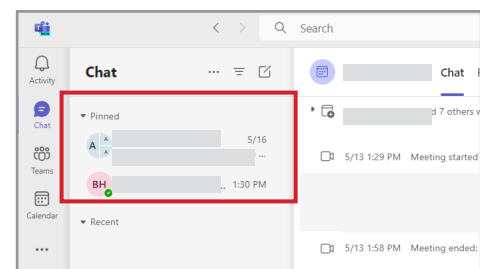 Search
Activity
Chat
Teams
Calendar
Chat
Pinned
A A A
5/16
...
BH
.. 1:30 PM
Recent
Chat
d 7 others
5/13 1:29 PM Meeting started
5/13 1:58 PM Meeting ended: